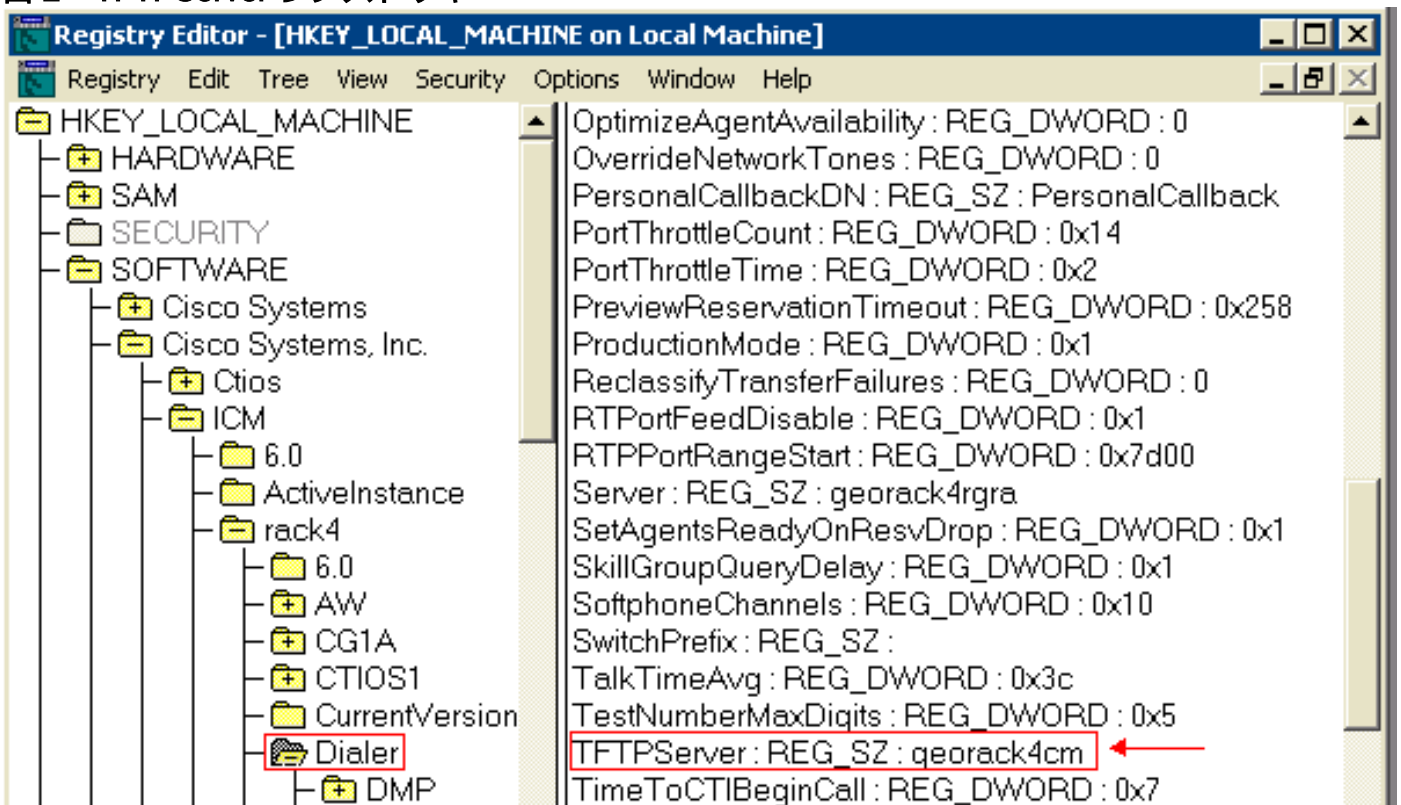 Registry Editor - [HKEY_LOCAL_MACHINE on Local Machine]
Registry Edit Tree View Security Options Window Help
HKEY_LOCAL_MACHINE
HARDWARE
SAM
SECURITY
SOFTWARE
Cisco Systems
Cisco Systems, Inc.
Ctios
ICM
6.0
ActiveInstance
rack4
6.0
AW
CG1A
CTIOS1
CurrentVersion
Dialer
DMP
OptimizeAgentAvailability : REG_DWORD : 0
OverrideNetworkTones : REG_DWORD : 0
PersonalCallbackDN : REG_SZ : PersonalCallback
PortThrottleCount : REG_DWORD : 0x14
PortThrottleTime : REG_DWORD : 0x2
PreviewReservationTimeout : REG_DWORD : 0x258
ProductionMode : REG_DWORD : 0x1
ReclassifyTransferFailures : REG_DWORD : 0
RTPortFeedDisable : REG_DWORD : 0x1
RTPPortRangeStart : REG_DWORD : 0x7d00
Server : REG_SZ : georack4rgra
SetAgentsReadyOnResvDrop : REG_DWORD : 0x1
SkillGroupQueryDelay : REG_DWORD : 0x1
SoftphoneChannels : REG_DWORD : 0x10
SwitchPrefix : REG_SZ :
TalkTimeAvg : REG_DWORD : 0x3c
TestNumberMaxDigits : REG_DWORD : 0x5
TFTPServer : REG_SZ : georack4cm
TimeToCTIBeginCall : REG_DWORD : 0x7